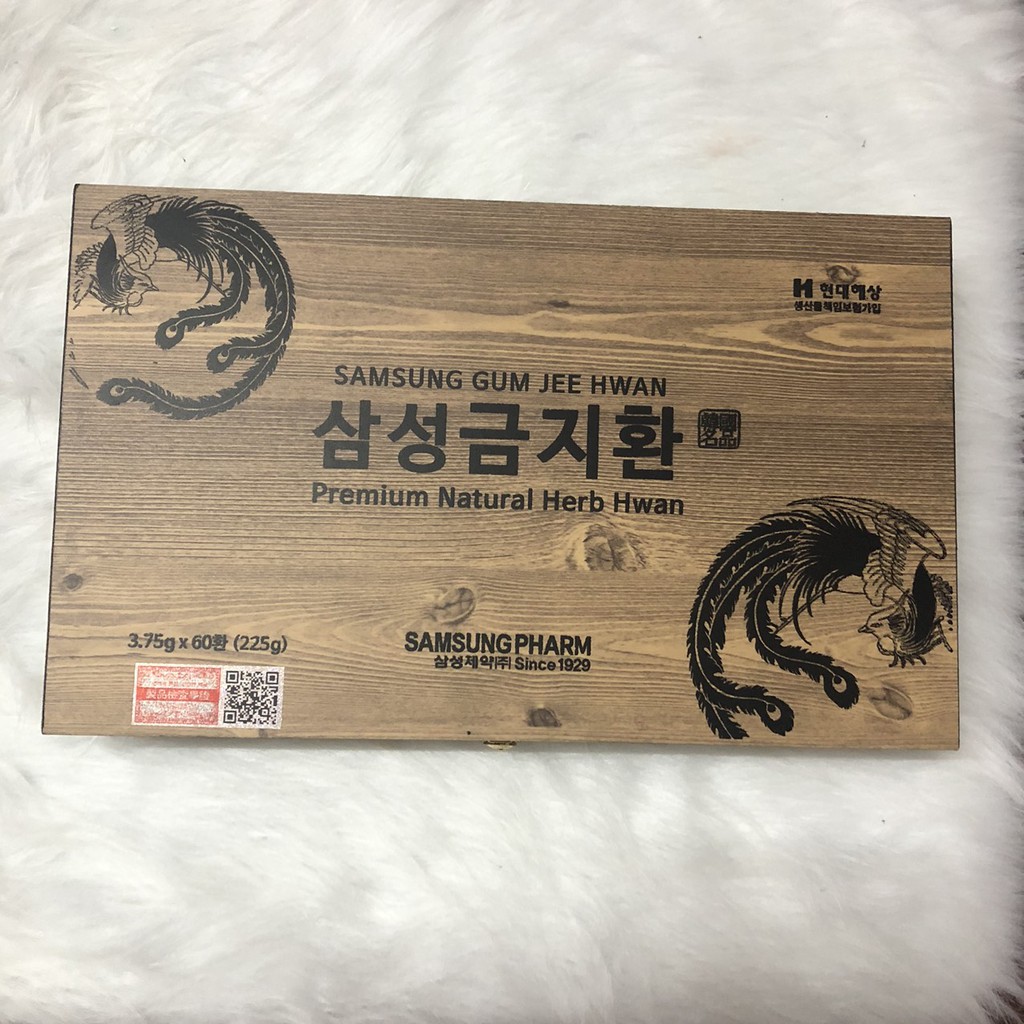 H 현대해상
생산물책임보험가입
SAMSUNG GUM JEE HWAN
삼성금지환
韓國
名品
Premium Natural Herb Hwan
3.75g x 60환 (225g)
SAMSUNG PHARM
삼성제약(주) Since 1929